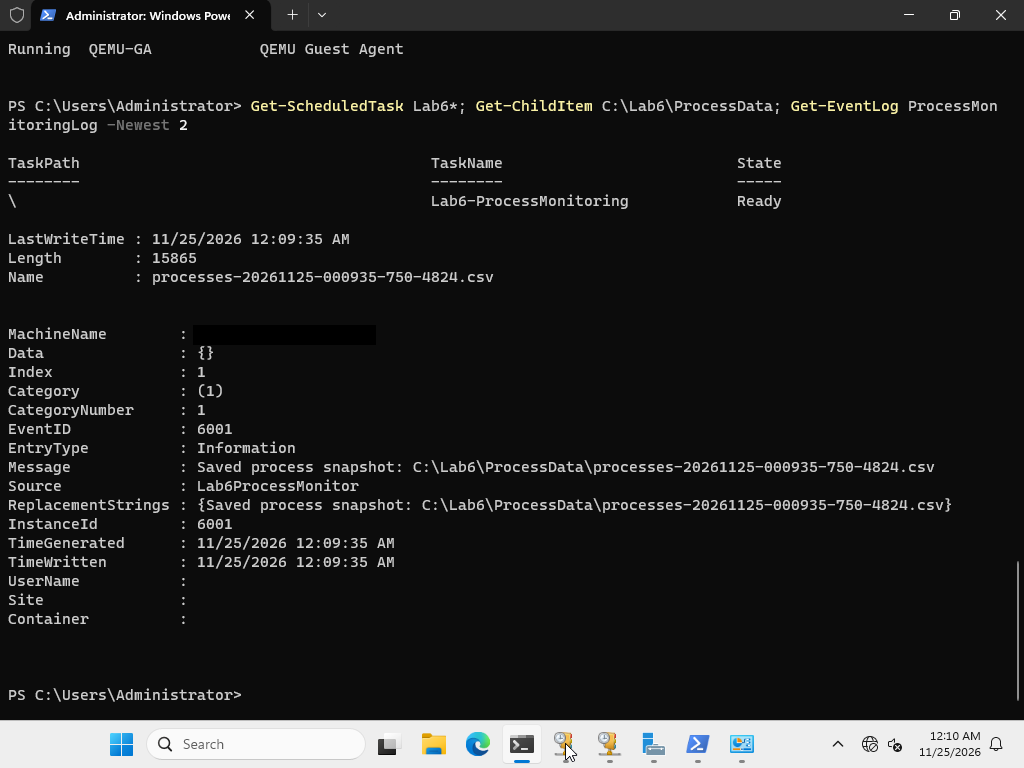 Administrator: Windows Powe
Running  QEMU-GA            QEMU Guest Agent
PS C:\Users\Administrator> Get-ScheduledTask Lab6*; Get-ChildItem C:\Lab6\ProcessData; Get-EventLog ProcessMon
itoringLog -Newest 2
TaskPath                                       TaskName                          State
--------                                       --------                          -----
\                                              Lab6-ProcessMonitoring            Ready
LastWriteTime : 11/25/2026 12:09:35 AM
Length        : 15865
Name          : processes-20261125-000935-750-4824.csv
MachineName        :
Data               : {}
Index              : 1
Category           : (1)
CategoryNumber     : 1
EventID            : 6001
EntryType          : Information
Message            : Saved process snapshot: C:\Lab6\ProcessData\processes-20261125-000935-750-4824.csv
Source             : Lab6ProcessMonitor
ReplacementStrings : {Saved process snapshot: C:\Lab6\ProcessData\processes-20261125-000935-750-4824.csv}
InstanceId         : 6001
TimeGenerated      : 11/25/2026 12:09:35 AM
TimeWritten        : 11/25/2026 12:09:35 AM
UserName           :
Site               :
Container          :
PS C:\Users\Administrator>
Search
12:10 AM
11/25/2026